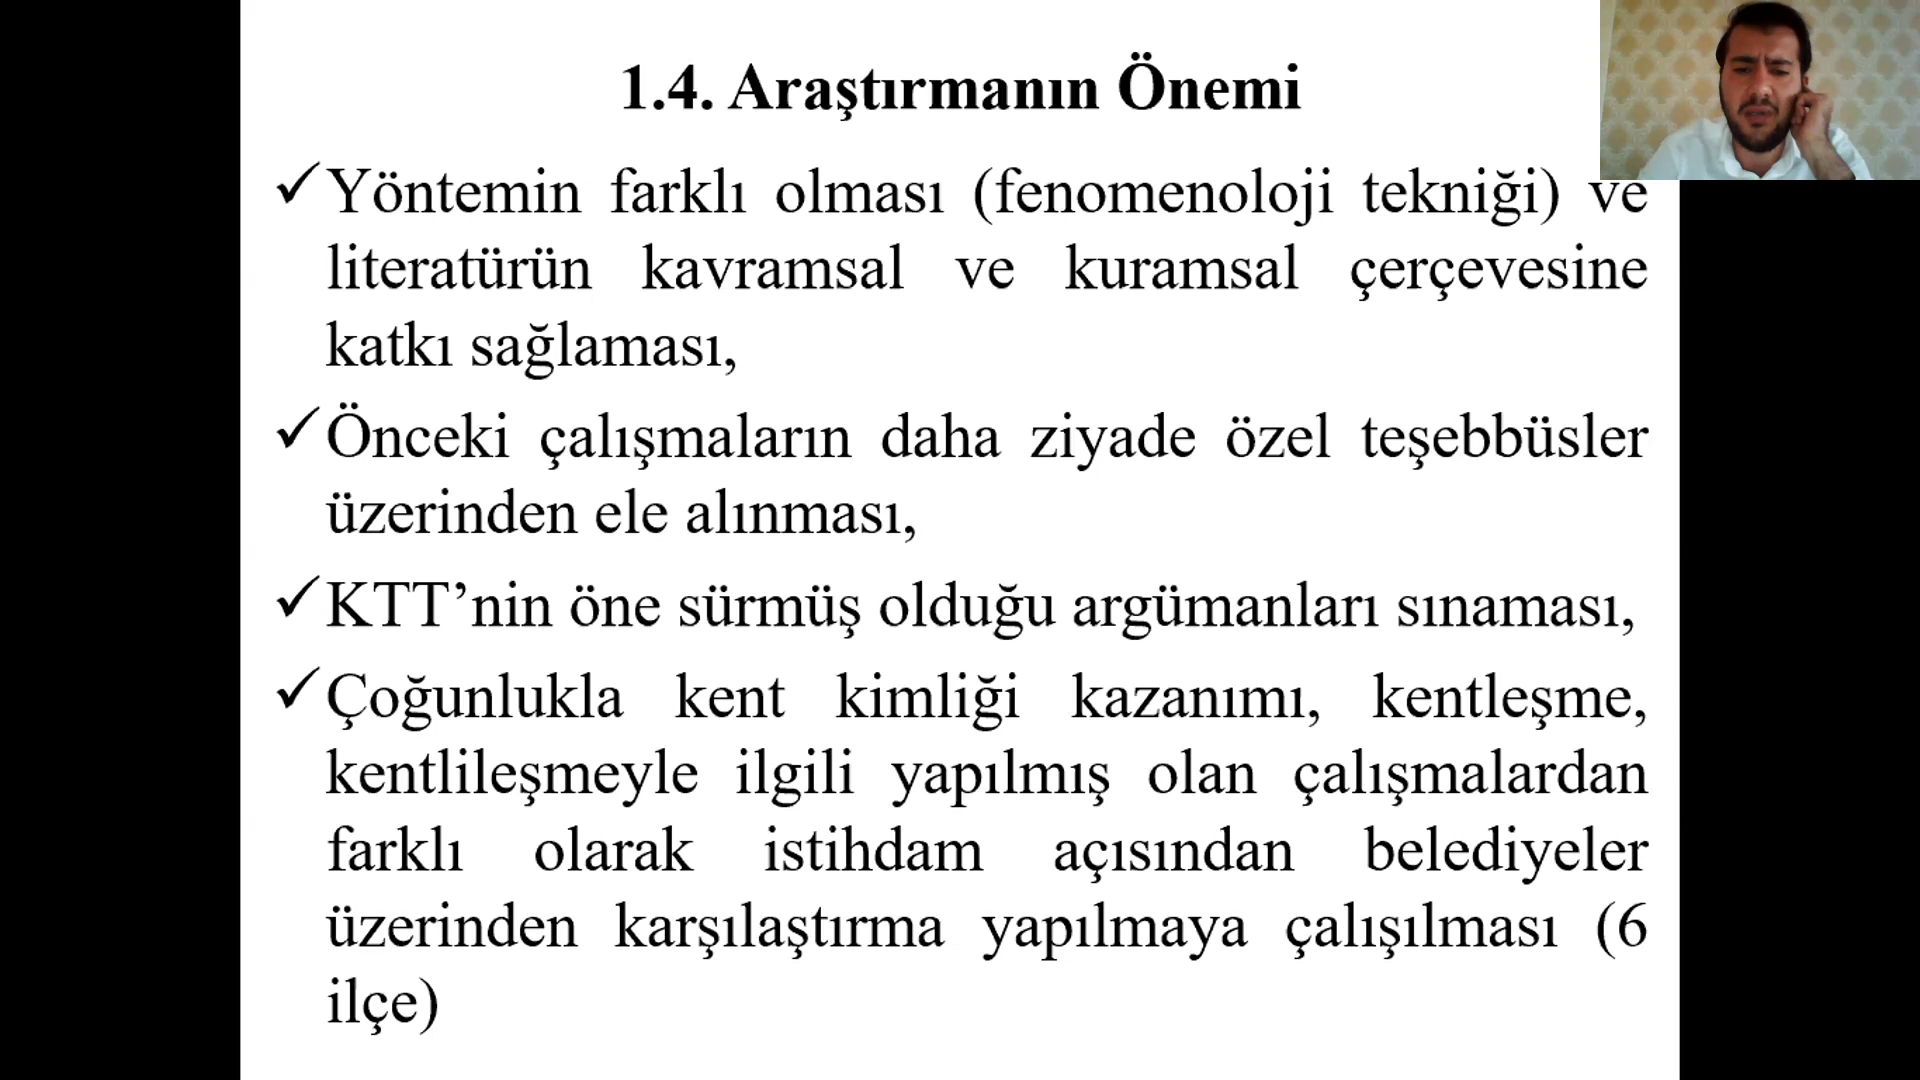 1.4. Araştırmanın Önemi
Yöntemin farklı olması (fenomenoloji tekniği) ve
literatürün kavramsal ve kuramsal çerçevesine
katkı sağlaması,
Önceki çalışmaların daha ziyade özel teşebbüsler
üzerinden ele alınması,
KTT’nin öne sürmüş olduğu argümanları sınaması,
Çoğunlukla kent kimliği kazanımı, kentleşme,
kentlileşmeyle ilgili yapılmış olan çalışmalardan
farklı olarak istihdam açısından belediyeler
üzerinden karşılaştırma yapılmaya çalışılması (6
ilçe)